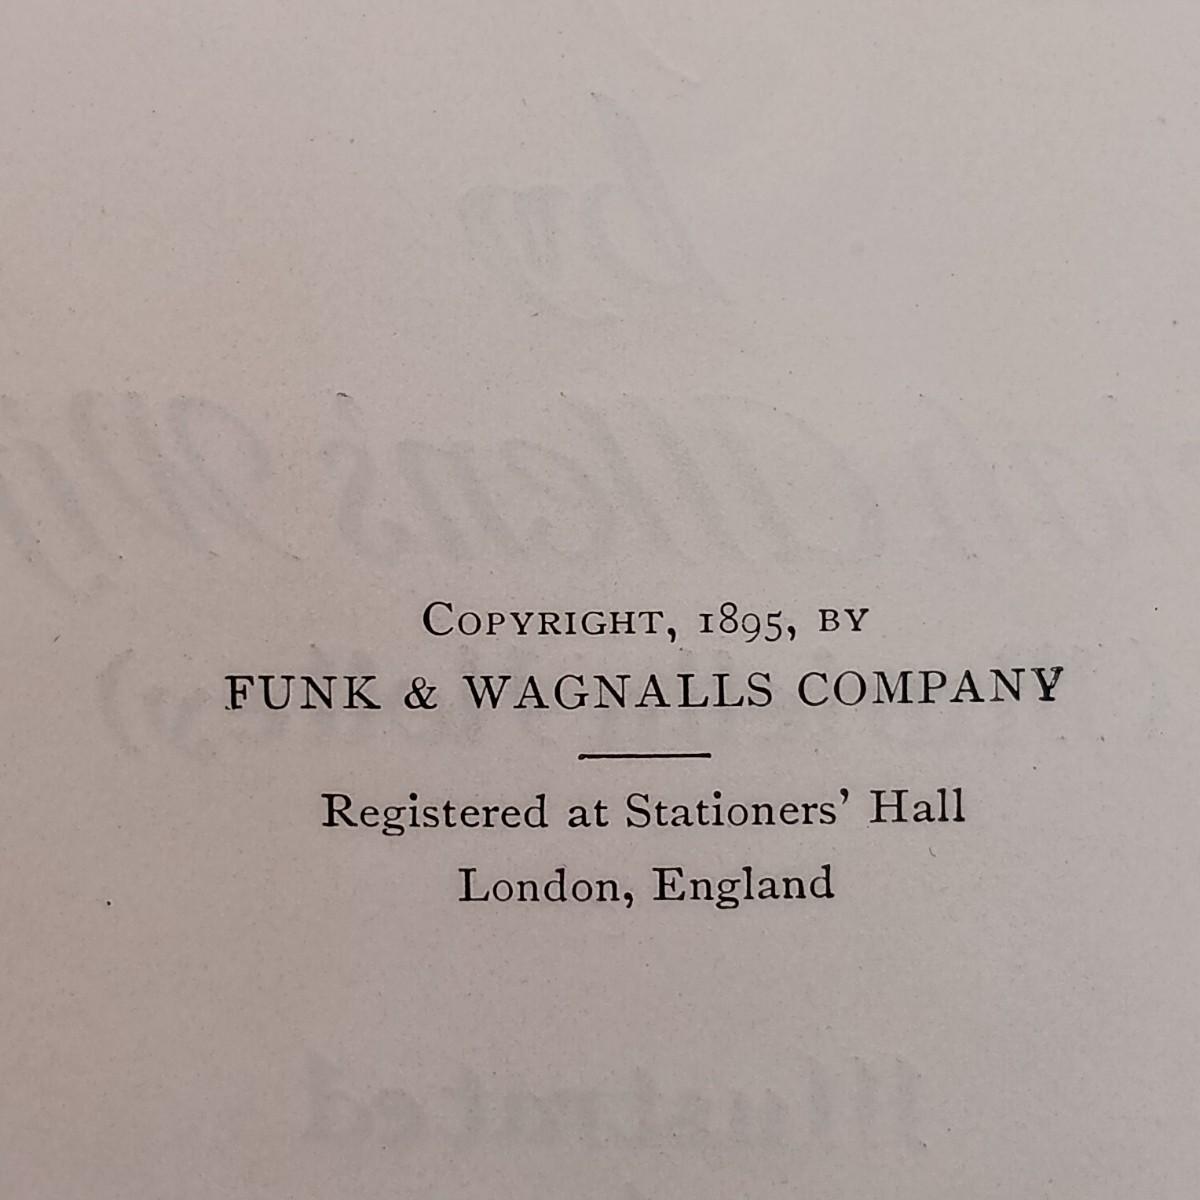 COPYRIGHT, 1895, BY
FUNK & WAGNALLS COMPANY
Registered at Stationers' Hall
London, England